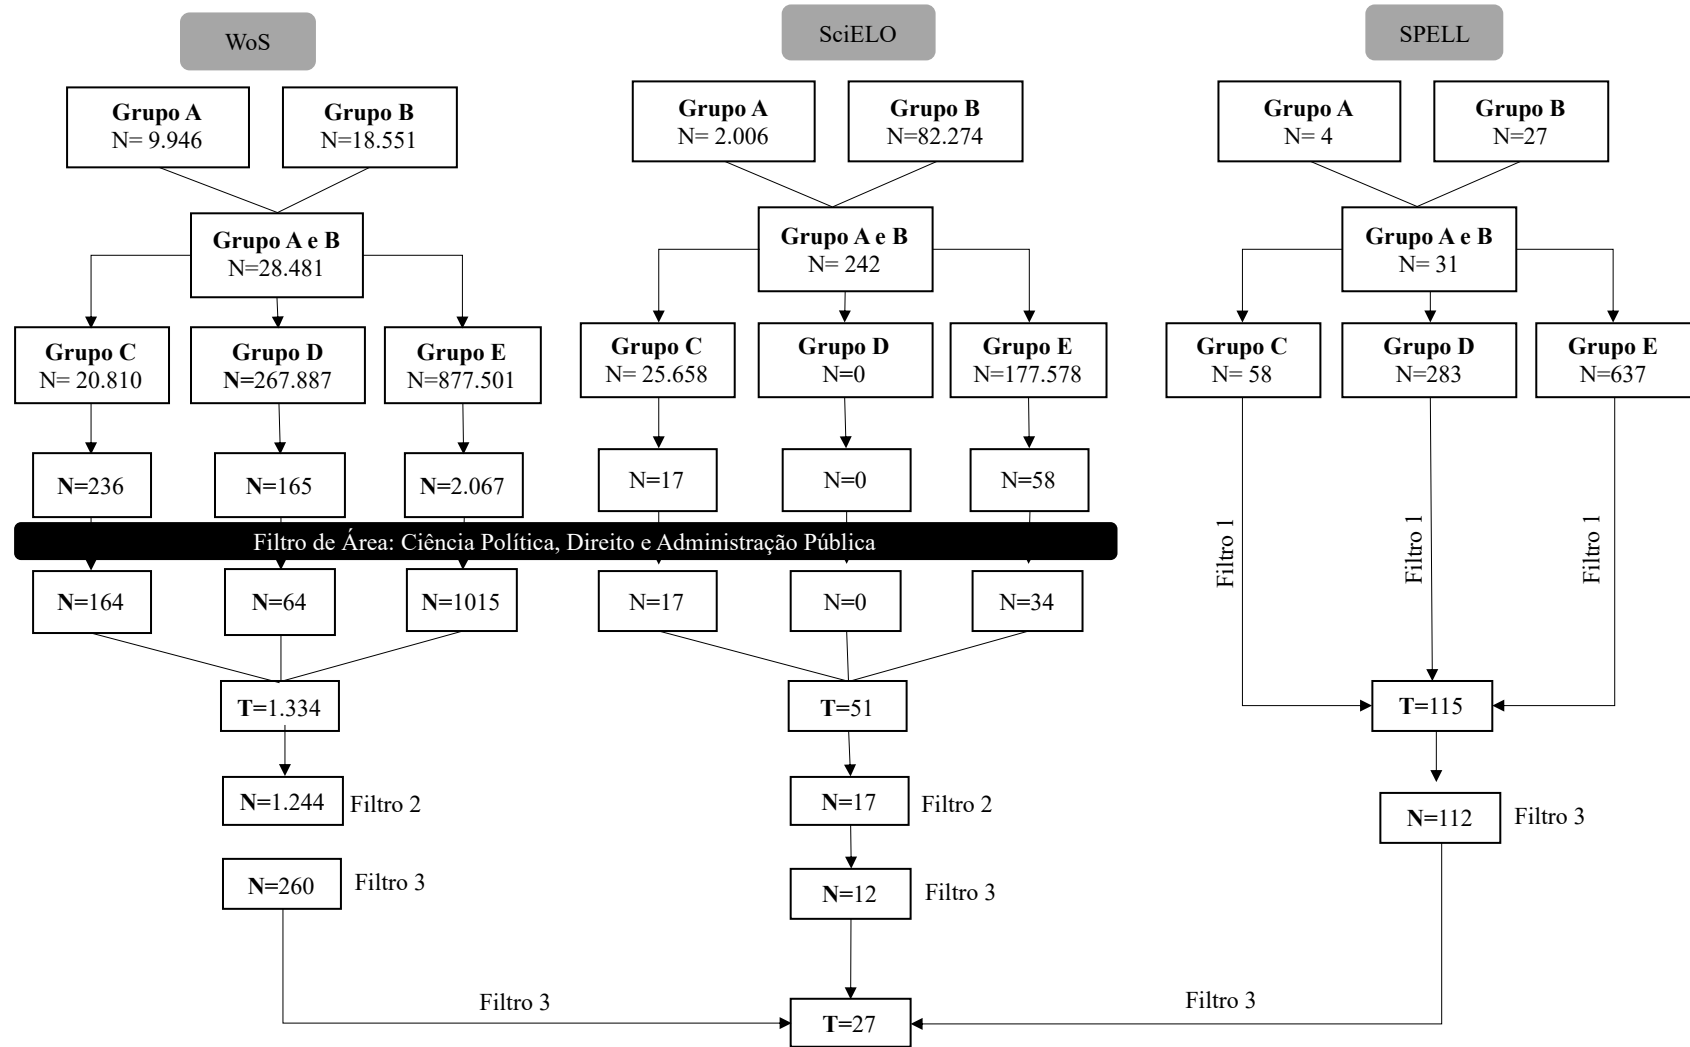 WoS
SciELO
SPELL
Grupo A
N= 9.946
Grupo B
N=18.551
Grupo A
N= 2.006
Grupo B
N=82.274
Grupo A
N= 4
Grupo B
N=27
Grupo A e B
N=28.481
Grupo A e B
N= 242
Grupo A e B
N= 31
Grupo C
N= 20.810
Grupo D
N=267.887
Grupo E
N=877.501
Grupo C
N= 25.658
Grupo D
N=0
Grupo E
N=177.578
Grupo C
N= 58
Grupo D
N=283
Grupo E
N=637
N=236
N=165
N=2.067
N=17
N=0
N=58
Filtro de Área: Ciência Política, Direito e Administração Pública
Filtro 1
Filtro 1
Filtro 1
N=164
N=64
N=1015
N=17
N=0
N=34
T=1.334
T=51
T=115
N=1.244
Filtro 2
N=17
Filtro 2
N=112
Filtro 3
N=260
Filtro 3
N=12
Filtro 3
Filtro 3
Filtro 3
T=27